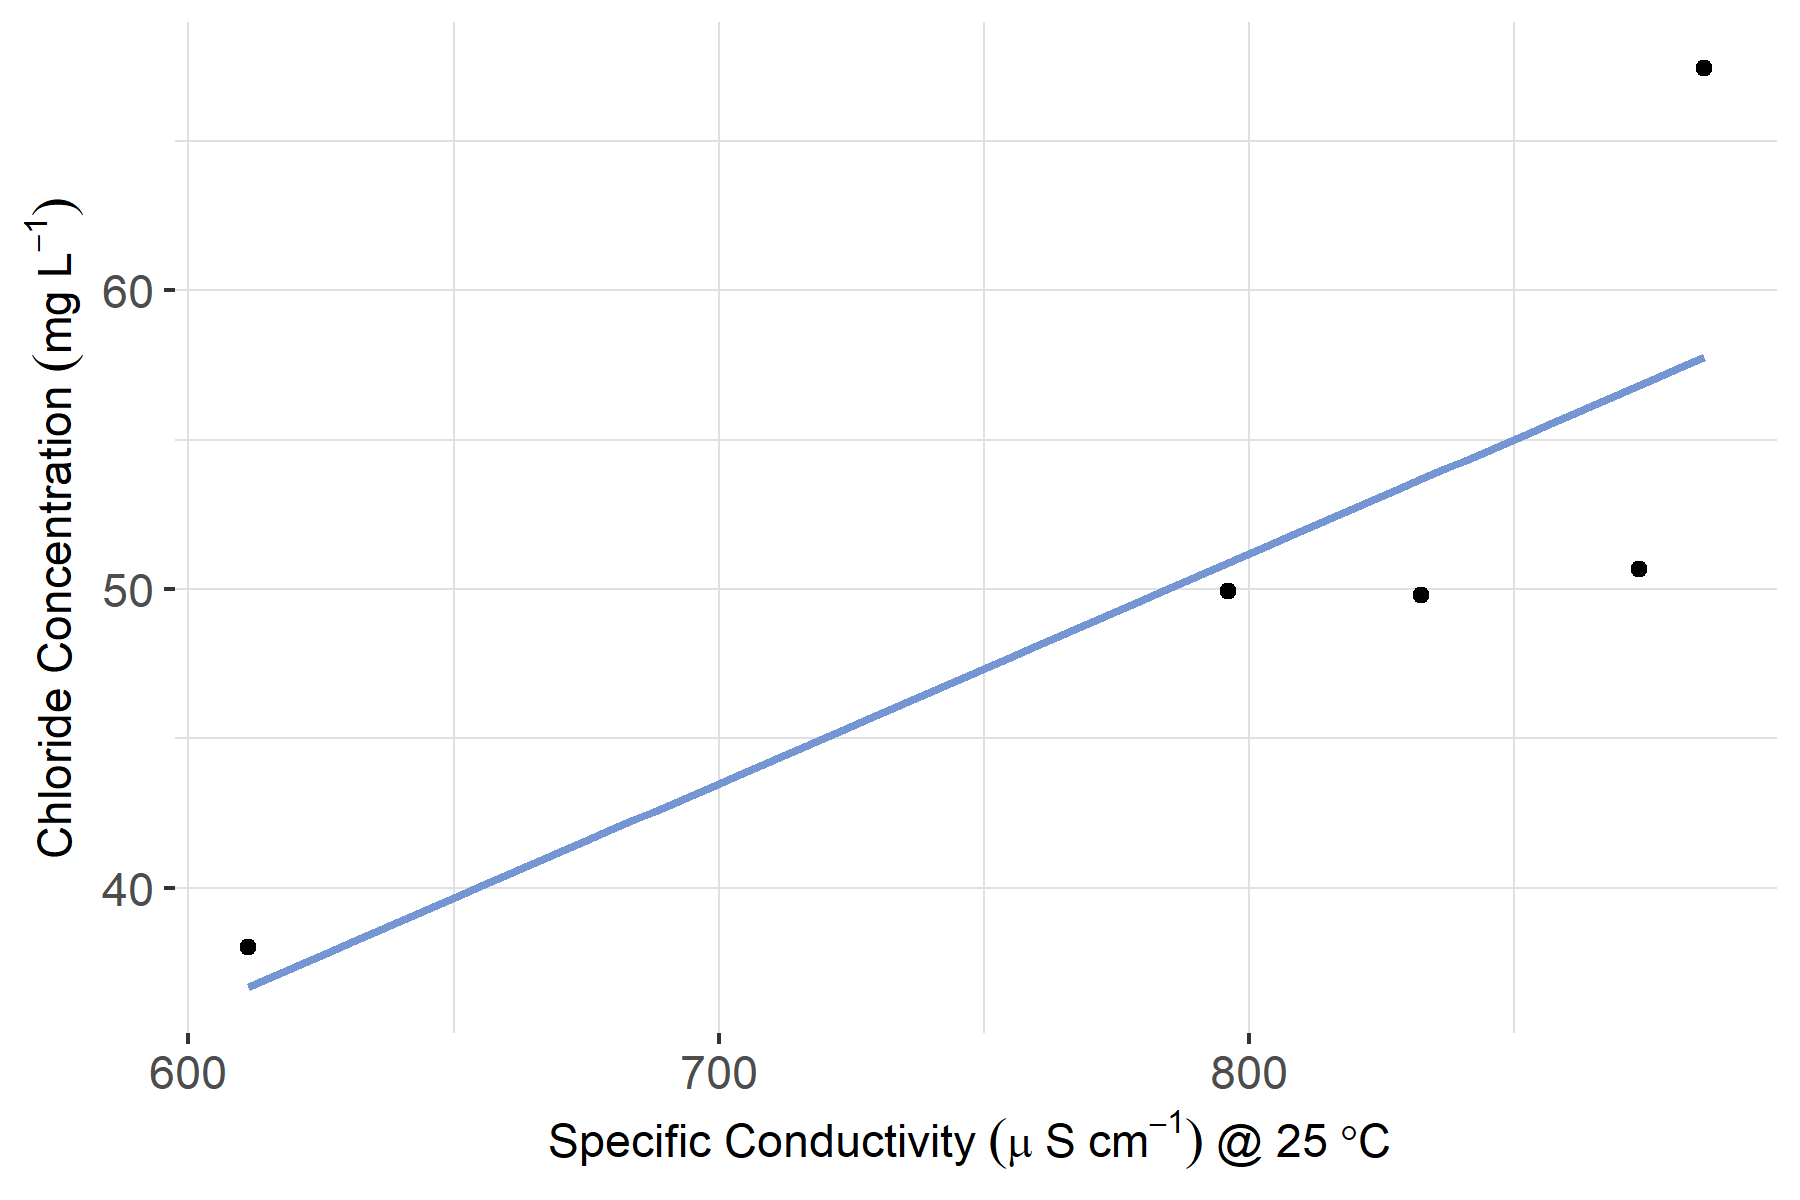 Chloride Concentration (mg L⁻¹)
60
50
40
600 700 800
Specific Conductivity (μ S cm⁻¹) @ 25 °C